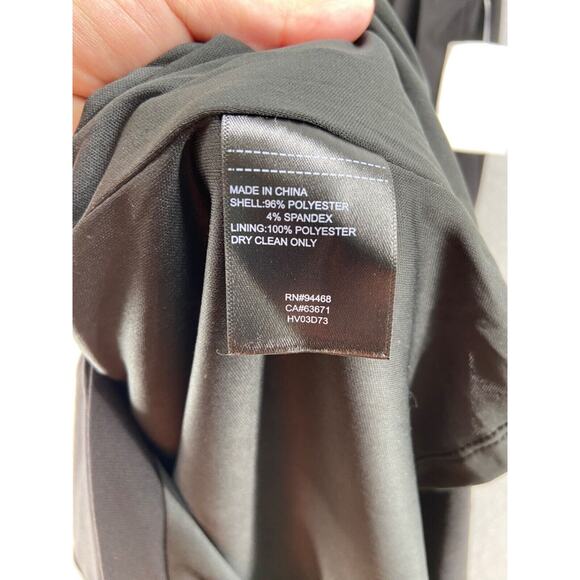 MADE IN CHINA
SHELL:96% POLYESTER
4% SPANDEX
LINING:100% POLYESTER
DRY CLEAN ONLY
RN#94468
CA#63671
HV03D73